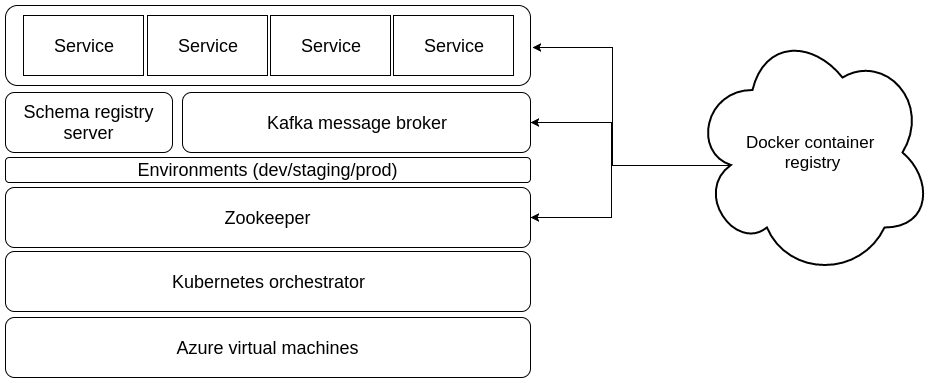 Service
Service
Service
Service
Schema registry
server
Kafka message broker
Environments (dev/staging/prod)
Zookeeper
Kubernetes orchestrator
Azure virtual machines
Docker container
registry